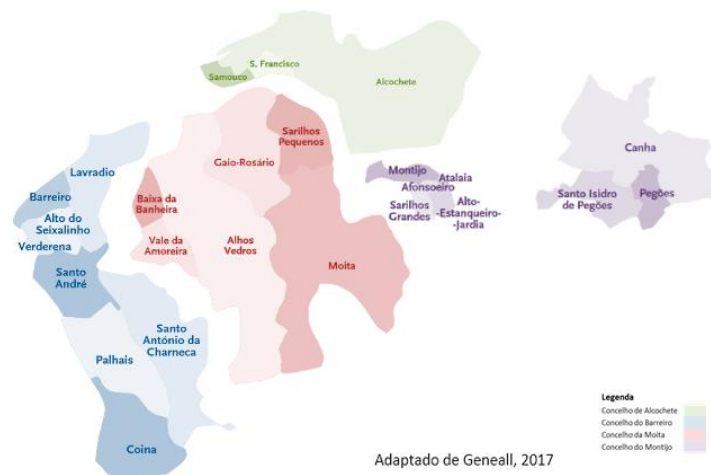 S. Francisco
Samouco
Alcochete
Sarilhos
Pequenos
Gaio-Rosário
Baixa da
Banheira
Vale da
Amoreira
Alhos
Vedros
Moita
Lavradio
Barreiro
Alto do
Seixalinho
Verderena
Santo
André
Santo
António da
Charneca
Palhais
Coina
Montijo
Atalaia
Afonsoeiro
Sarilhos
Grandes
Alto-
-Estanqueiro-
-Jardia
Canha
Santo Isidro
de Pegões
Pegões
Legenda
Concelho de Alcochete
Concelho do Barreiro
Concelho da Moita
Concelho do Montijo
Adaptado de Geneall, 2017